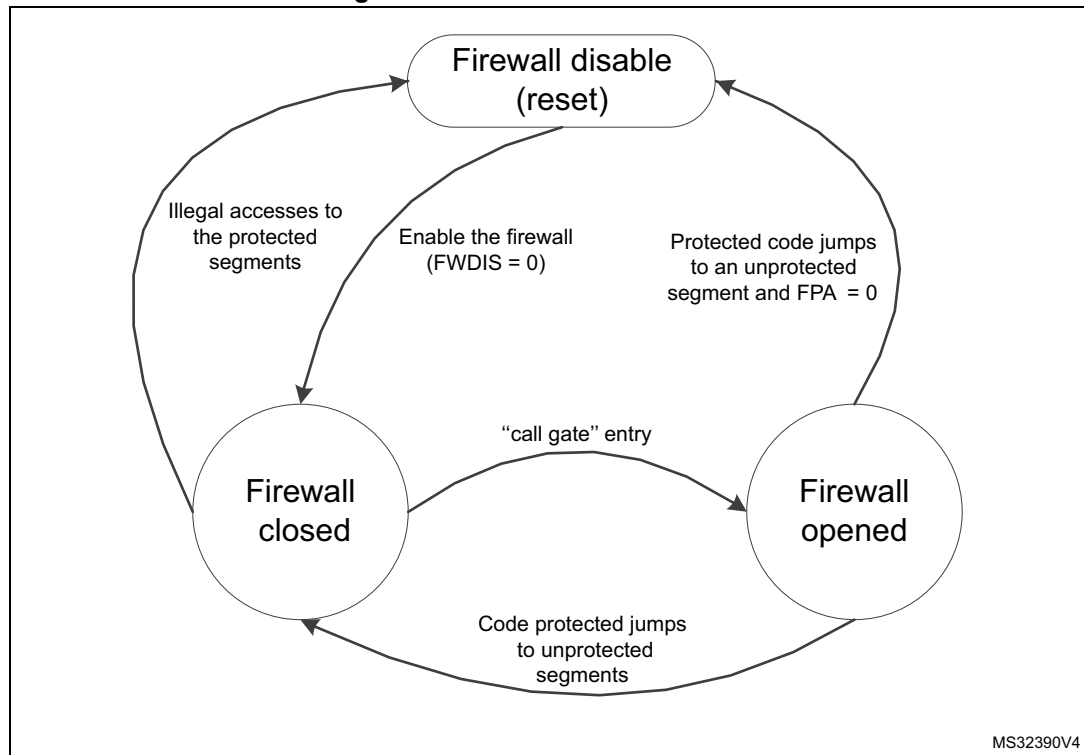 Firewall disable
(reset)
Illegal accesses to
the protected
segments
Enable the firewall
(FWDIS = 0)
Protected code jumps
to an unprotected
segment and FPA  = 0
‘‘call gate’’ entry
Firewall
closed
Firewall
opened
Code protected jumps
to unprotected
segments
MS32390V4